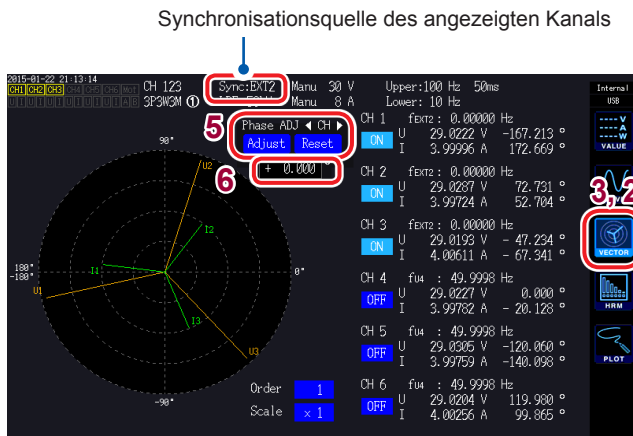 Synchronisationsquelle des angezeigten Kanals
2015-01-22 21:13:14
CH1 CH2 CH3 CH4 CH5 CH6 Mot
U I U I U I U I U I U I A B
CH 123
3P3W3M ①
Sync:EXT2
Manu 30 V
Manu 8 A
Upper:100 Hz 50ms
Lower: 10 Hz
Internal
USB
5
Phase ADJ ◀ CH ▶
Adjust Reset
6
+ 0.000 °
90°
180°
-180°
0°
-90°
U1
U2
U3
I1
I2
I3
Order 1
Scale × 1
CH 1 fEXT2: 0.00000 Hz
ON U 29.0222 V -167.213 °
I 3.99996 A 172.669 °
CH 2 fEXT2: 0.00000 Hz
ON U 29.0287 V 72.731 °
I 3.99724 A 52.704 °
CH 3 fEXT2: 0.00000 Hz
ON U 29.0193 V - 47.234 °
I 4.00611 A - 67.341 °
CH 4 fU4 : 49.9998 Hz
OFF U 29.0227 V 0.000 °
I 3.99782 A - 20.128 °
CH 5 fU4 : 49.9998 Hz
OFF U 29.0305 V -120.060 °
I 3.99759 A -140.098 °
CH 6 fU4 : 49.9998 Hz
OFF U 29.0204 V 119.980 °
I 4.00256 A 99.865 °
V
A
W
VALUE
3, 2
VECTOR
HRM
PLOT